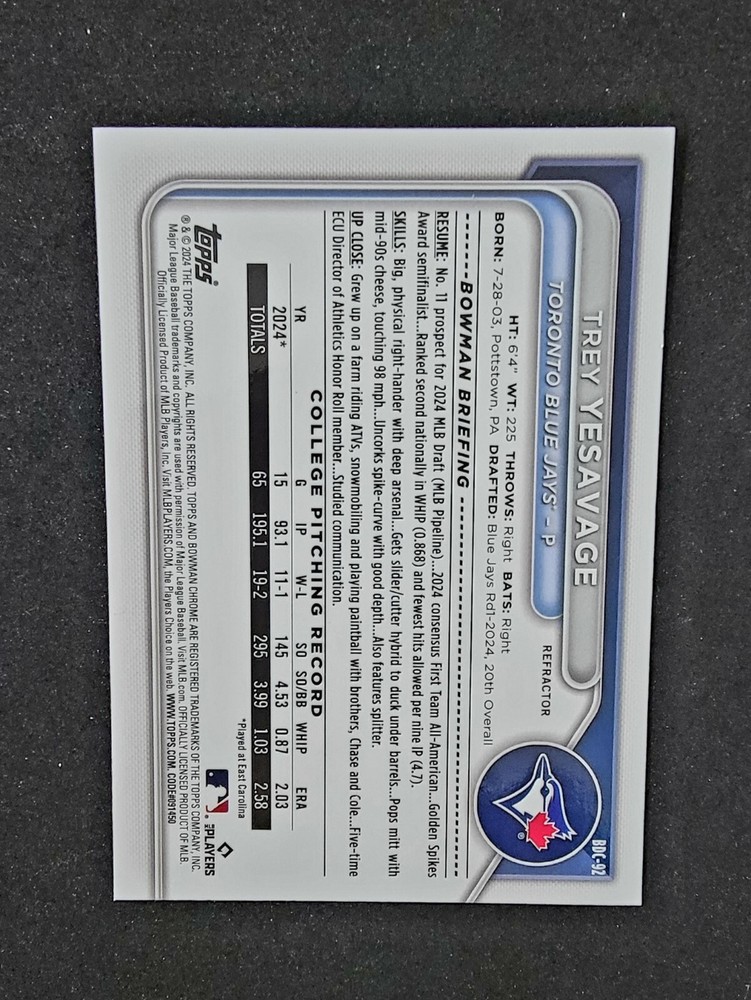 BDC-92
TREY YESAVAGE
TORONTO BLUE JAYS® – P
REFRACTOR
HT: 6'4" WT: 225 THROWS: Right BATS: Right
BORN: 7-28-03, Pottstown, PA DRAFTED: Blue Jays Rd1-2024, 20th Overall
BOWMAN BRIEFING
RESUME: No. 11 prospect for 2024 MLB Draft (MLB Pipeline)...2024 consensus First Team All-American...Golden Spikes
Award semifinalist...Ranked second nationally in WHIP (0.868) and fewest hits allowed per nine IP (4.7).
SKILLS: Big, physical right-hander with deep arsenal...Gets slider/cutter hybrid to duck under barrels...Pops mitt with
mid-90s cheese, touching 98 mph...Uncorks spike-curve with good depth...Also features splitter.
UP CLOSE: Grew up on a farm riding ATVs, snowmobiling and playing paintball with brothers, Chase and Cole...Five-time
ECU Director of Athletics Honor Roll member...Studied communication.
COLLEGE PITCHING RECORD
YR G IP W-L SO SO/BB WHIP ERA
2024* 15 93.1 11-1 145 4.53 0.87 2.03
TOTALS 65 195.1 19-2 295 3.99 1.03 2.58
*Played at East Carolina
topps®
PLAYERS
® & © 2024 THE TOPPS COMPANY, INC. ALL RIGHTS RESERVED. TOPPS AND BOWMAN CHROME ARE REGISTERED TRADEMARKS OF THE TOPPS COMPANY, INC.
Major League Baseball trademarks and copyrights are used with permission of Major League Baseball. Visit MLB.com. OFFICIALLY LICENSED PRODUCT OF MLB.
Officially Licensed Product of MLB Players, Inc. Visit MLBPLAYERS.COM, the Players Choice on the web. WWW.TOPPS.COM. CODE#091450